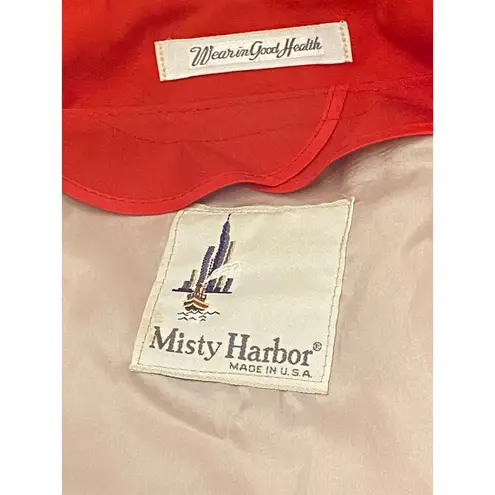 Wear in Good Health
Misty Harbor®
MADE IN U.S.A.